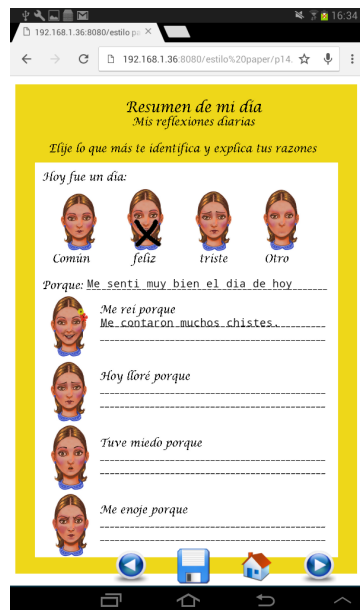 16:34
192.168.1.36:8080/estilo pa
192.168.1.36:8080/estilo%20paper/p14.
Resumen de mi día
Mis reflexiones diarias
Elije lo que más te identifica y explica tus razones
Hoy fue un día:
Común feliz triste Otro
Porque: Me senti muy bien el dia de hoy
Me reí porque
Me contaron muchos chistes.
Hoy lloré porque
Tuve miedo porque
Me enoje porque